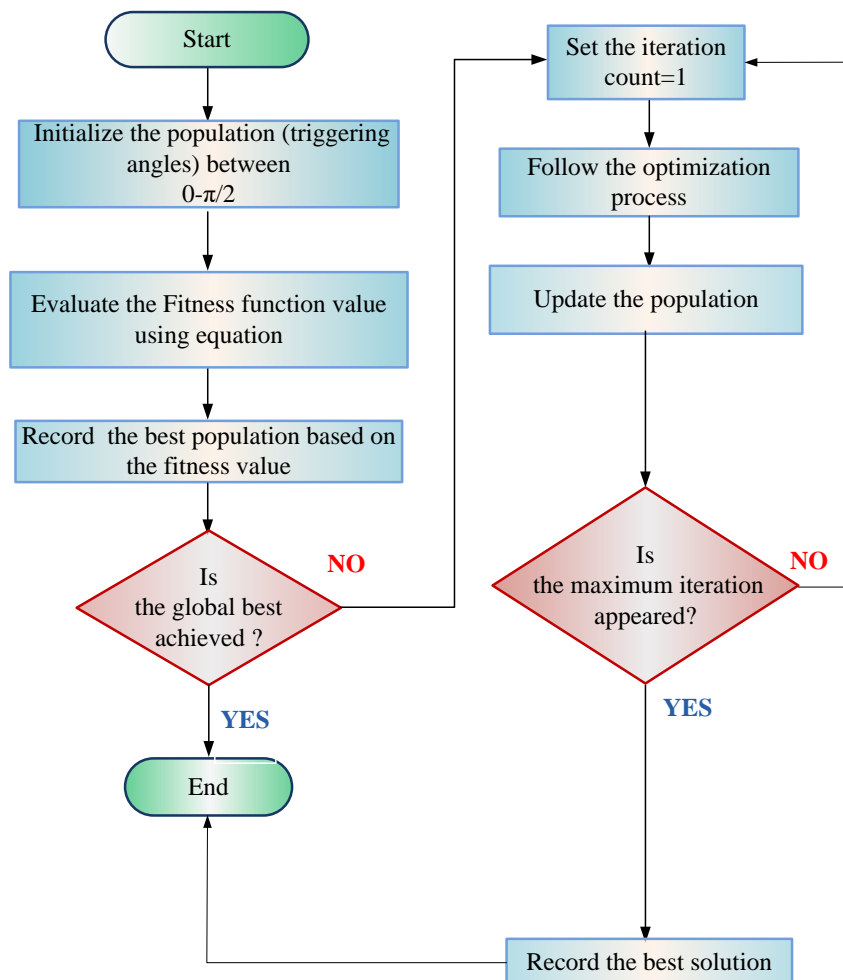 Start
Initialize the population (triggering
angles) between
0-π/2
Evaluate the Fitness function value
using equation
Record the best population based on
the fitness value
Is
the global best
achieved ?
NO
YES
End
Set the iteration
count=1
Follow the optimization
process
Update the population
Is
the maximum iteration
appeared?
NO
YES
Record the best solution